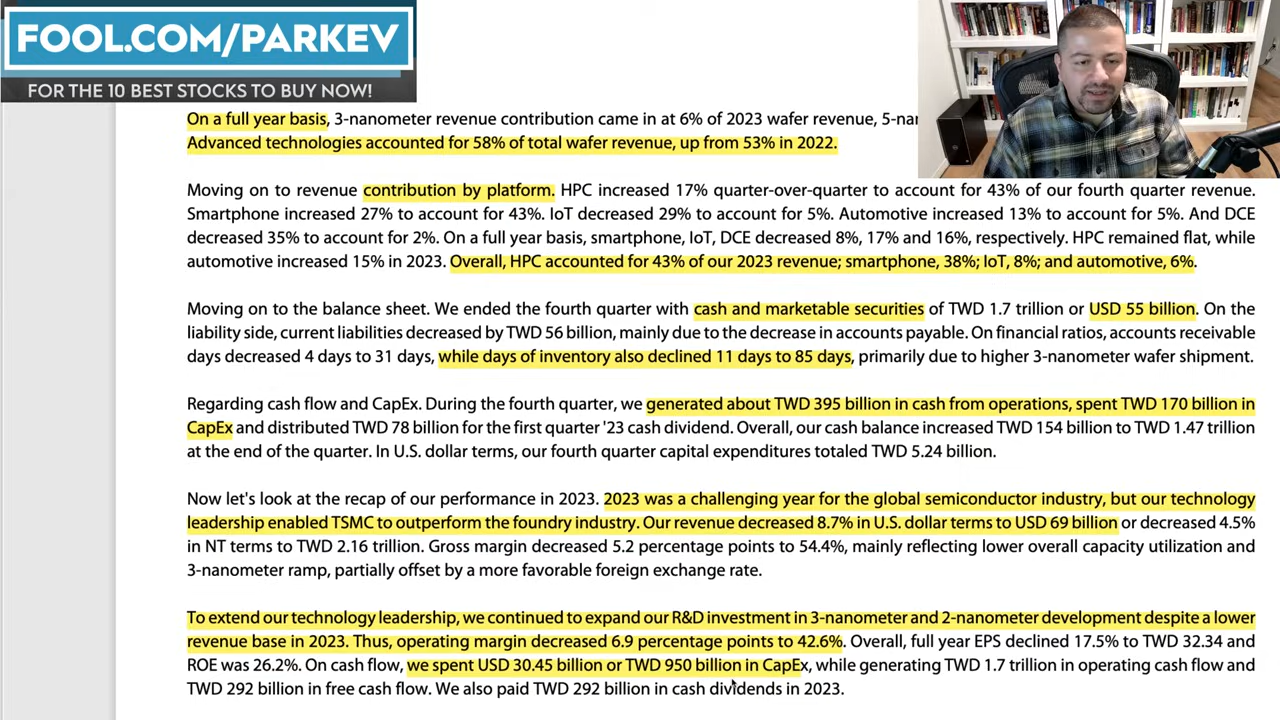 FOOL.COM/PARKEV
FOR THE 10 BEST STOCKS TO BUY NOW!
On a full year basis, 3-nanometer revenue contribution came in at 6% of 2023 wafer revenue,
Advanced technologies accounted for 58% of total wafer revenue, up from 53% in 2022.
Moving on to revenue contribution by platform. HPC increased 17% quarter-over-quarter to account for 43% of our fourth quarter revenue.
Smartphone increased 27% to account for 43%. IoT decreased 29% to account for 5%. Automotive increased 13% to account for 5%. And DCE
decreased 35% to account for 2%. On a full year basis, smartphone, IoT, DCE decreased 8%, 17% and 16%, respectively. HPC remained flat, while
automotive increased 15% in 2023. Overall, HPC accounted for 43% of our 2023 revenue; smartphone, 38%; IoT, 8%; and automotive, 6%.
Moving on to the balance sheet. We ended the fourth quarter with cash and marketable securities of TWD 1.7 trillion or USD 55 billion. On the
liability side, current liabilities decreased by TWD 56 billion, mainly due to the decrease in accounts payable. On financial ratios, accounts receivable
days decreased 4 days to 31 days, while days of inventory also declined 11 days to 85 days, primarily due to higher 3-nanometer wafer shipment.
Regarding cash flow and CapEx. During the fourth quarter, we generated about TWD 395 billion in cash from operations, spent TWD 170 billion in
CapEx and distributed TWD 78 billion for the first quarter '23 cash dividend. Overall, our cash balance increased TWD 154 billion to TWD 1.47 trillion
at the end of the quarter. In U.S. dollar terms, our fourth quarter capital expenditures totaled TWD 5.24 billion.
Now let's look at the recap of our performance in 2023. 2023 was a challenging year for the global semiconductor industry, but our technology
leadership enabled TSMC to outperform the foundry industry. Our revenue decreased 8.7% in U.S. dollar terms to USD 69 billion or decreased 4.5%
in NT terms to TWD 2.16 trillion. Gross margin decreased 5.2 percentage points to 54.4%, mainly reflecting lower overall capacity utilization and
3-nanometer ramp, partially offset by a more favorable foreign exchange rate.
To extend our technology leadership, we continued to expand our R&D investment in 3-nanometer and 2-nanometer development despite a lower
revenue base in 2023. Thus, operating margin decreased 6.9 percentage points to 42.6%. Overall, full year EPS declined 17.5% to TWD 32.34 and
ROE was 26.2%. On cash flow, we spent USD 30.45 billion or TWD 950 billion in CapEx, while generating TWD 1.7 trillion in operating cash flow and
TWD 292 billion in free cash flow. We also paid TWD 292 billion in cash dividends in 2023.